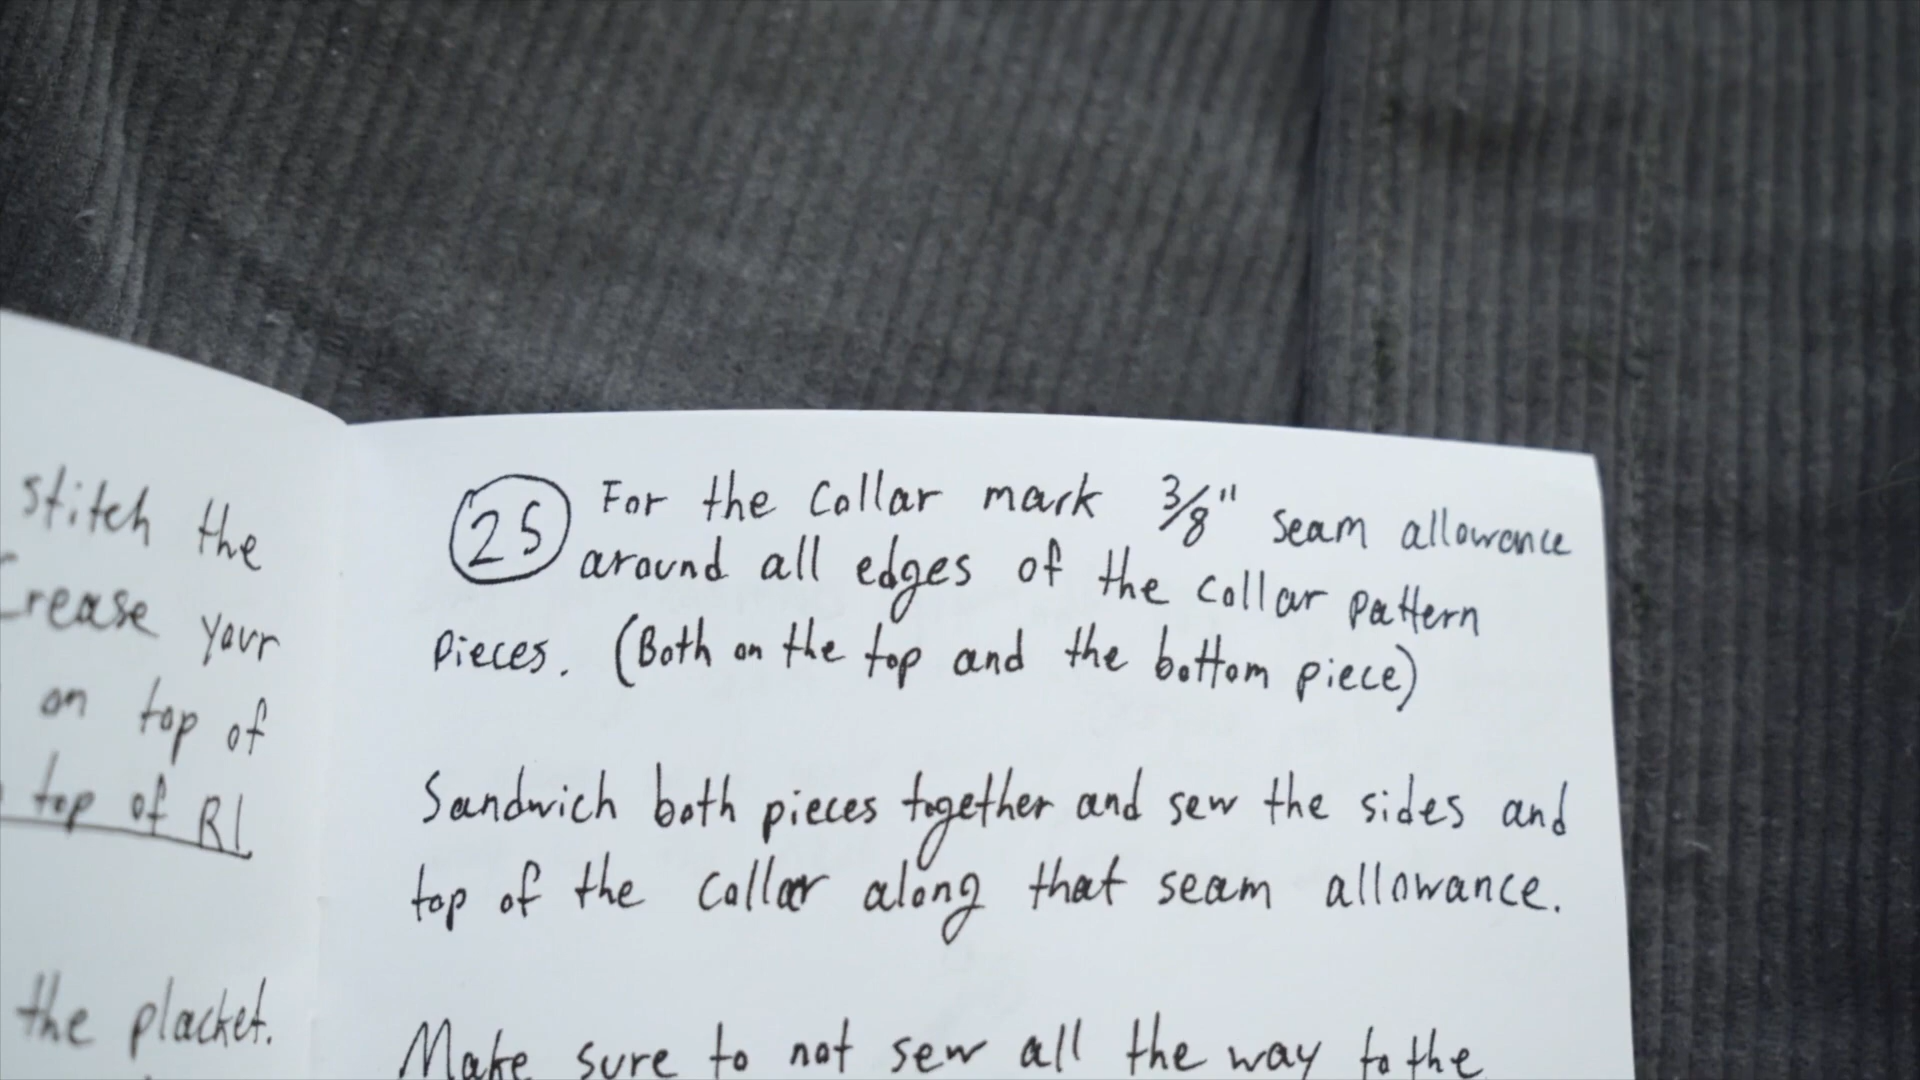 stitch the
Crease your
on top of
top of R1
the placket.
25 For the Collar mark 3/8" seam allowance
around all edges of the collar pattern
pieces. (Both on the top and the bottom piece)
Sandwich both pieces together and sew the sides and
top of the collar along that seam allowance.
Make sure to not sew all the way to the